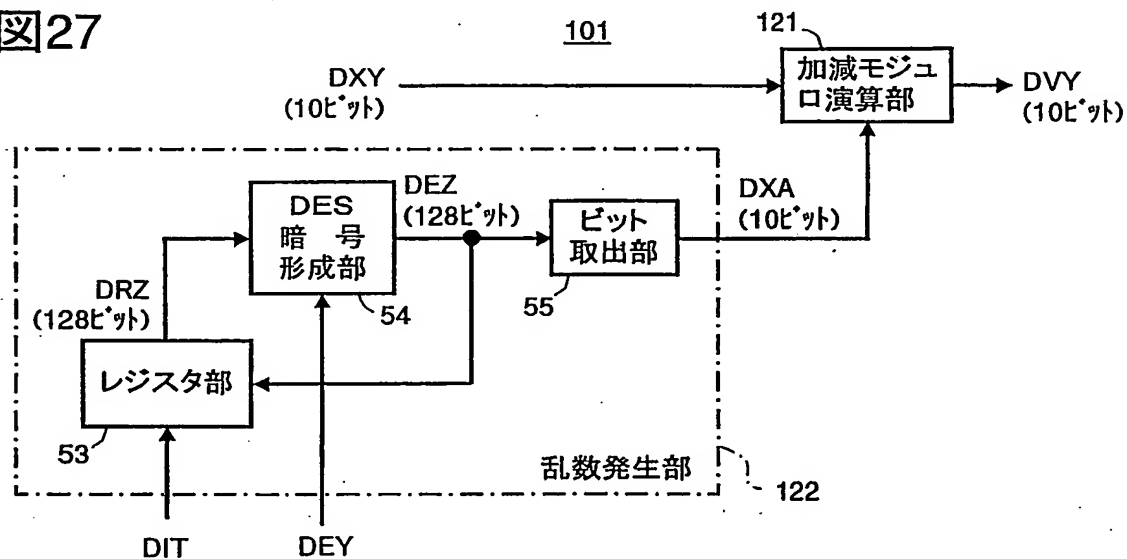 図27
101
121
DXY
(10ビット)
加減モジュ
ロ演算部
DVY
(10ビット)
DES
暗 号
形成部
54
DEZ
(128ビット)
ビット
取出部
55
DXA
(10ビット)
DRZ
(128ビット)
レジスタ部
53
乱数発生部
122
DIT
DEY